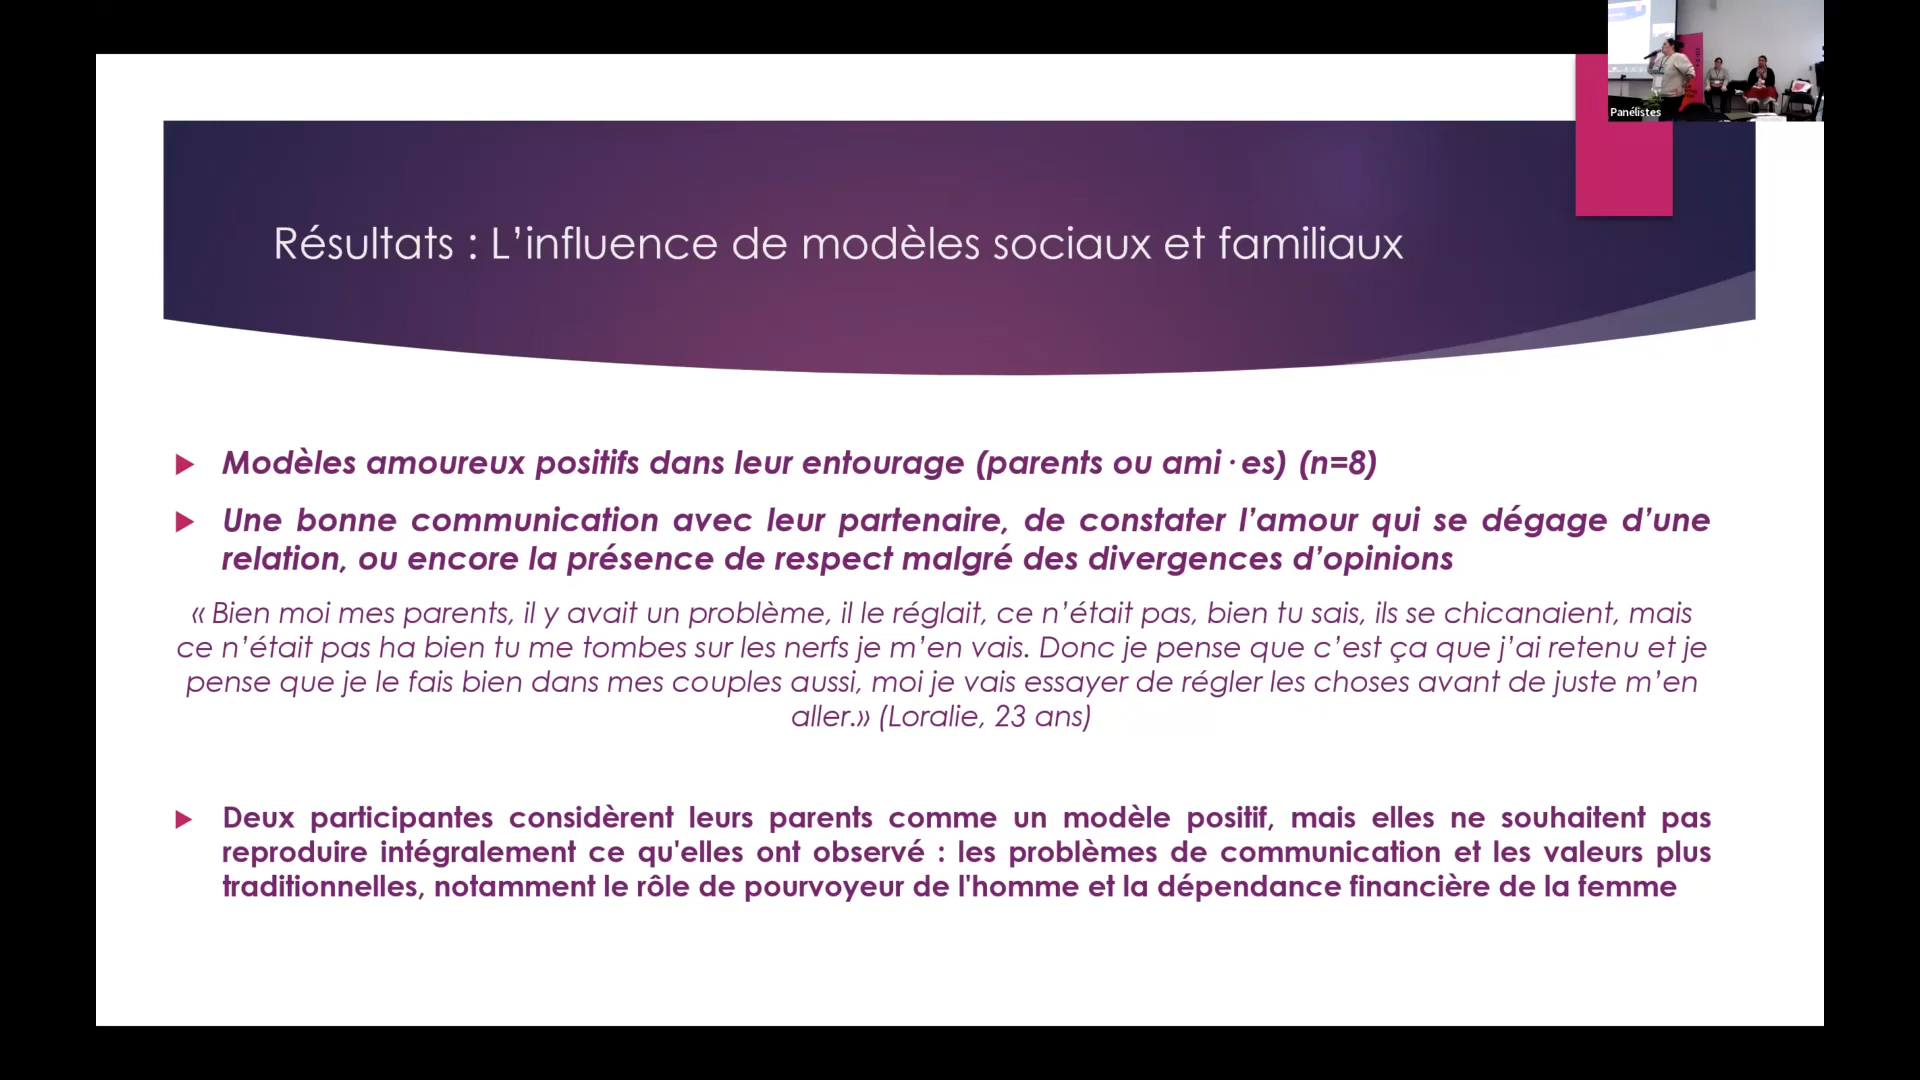 Panélistes
Résultats : L’influence de modèles sociaux et familiaux
Modèles amoureux positifs dans leur entourage (parents ou ami·es) (n=8)
Une bonne communication avec leur partenaire, de constater l’amour qui se dégage d’une
relation, ou encore la présence de respect malgré des divergences d’opinions
« Bien moi mes parents, il y avait un problème, il le réglait, ce n’était pas, bien tu sais, ils se chicanaient, mais
ce n’était pas ha bien tu me tombes sur les nerfs je m’en vais. Donc je pense que c’est ça que j’ai retenu et je
pense que je le fais bien dans mes couples aussi, moi je vais essayer de régler les choses avant de juste m’en
aller.» (Loralie, 23 ans)
Deux participantes considèrent leurs parents comme un modèle positif, mais elles ne souhaitent pas
reproduire intégralement ce qu'elles ont observé : les problèmes de communication et les valeurs plus
traditionnelles, notamment le rôle de pourvoyeur de l'homme et la dépendance financière de la femme